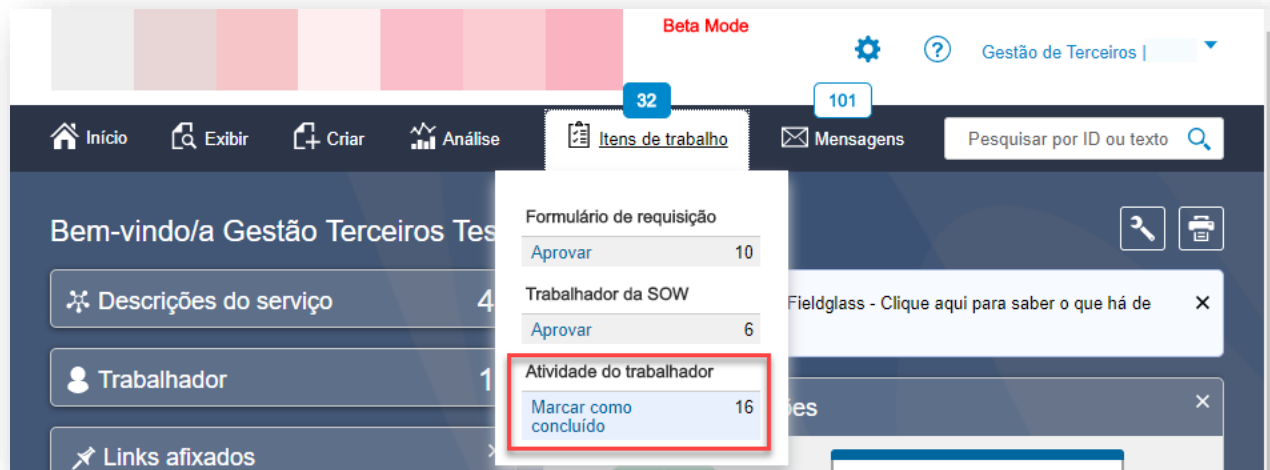 Beta Mode
Gestão de Terceiros |
32
101
Início
Exibir
Criar
Análise
Itens de trabalho
Mensagens
Pesquisar por ID ou texto
Formulário de requisição
Aprovar 10
Bem-vindo/a Gestão Terceiros Tes
Trabalhador da SOW
Aprovar 6
Descrições do serviço 4
Fieldglass - Clique aqui para saber o que há de
Atividade do trabalhador
Marcar como 16
concluído
Trabalhador 1
Links afixados